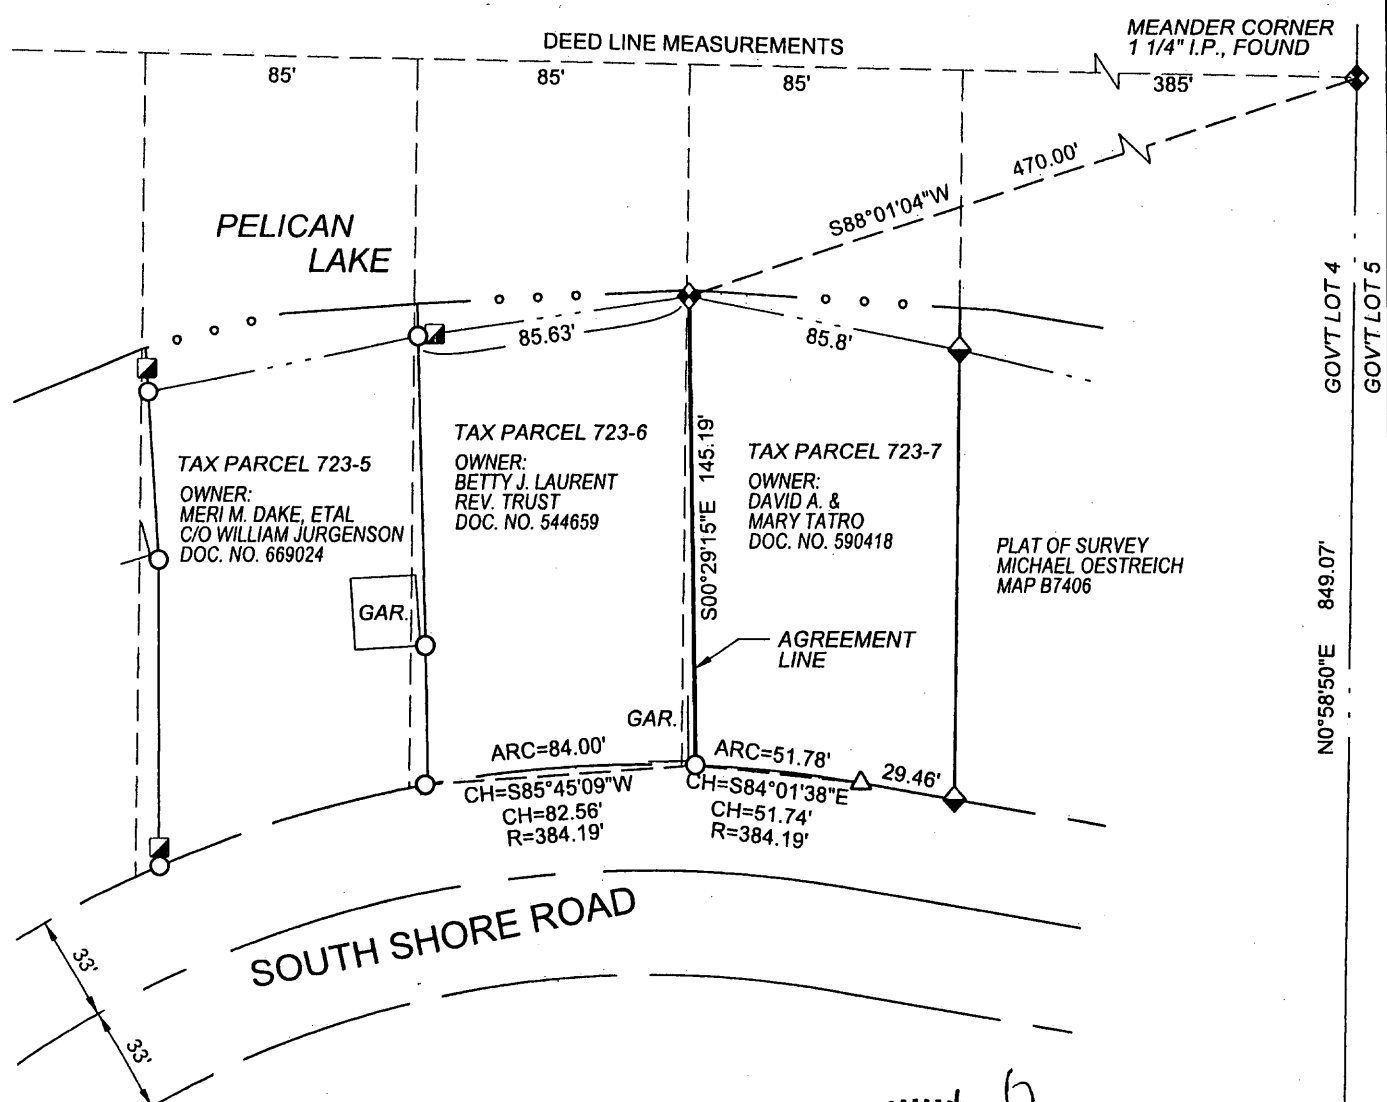 MEANDER CORNER
1 1/4" I.P., FOUND
DEED LINE MEASUREMENTS
85'
85'
85'
385'
470.00'
S88°01'04"W
PELICAN
LAKE
GOV'T LOT 4
GOV'T LOT 5
85.63'
85.8'
TAX PARCEL 723-5
OWNER:
MERI M. DAKE, ETAL
C/O WILLIAM JURGENSON
DOC. NO. 669024
TAX PARCEL 723-6
OWNER:
BETTY J. LAURENT
REV. TRUST
DOC. NO. 544659
S00°29'15"E 145.19'
TAX PARCEL 723-7
OWNER:
DAVID A. &
MARY TATRO
DOC. NO. 590418
PLAT OF SURVEY
MICHAEL OESTREICH
MAP B7406
N0°58'50"E 849.07'
GAR.
AGREEMENT
LINE
GAR.
ARC=84.00'
CH=S85°45'09"W
CH=82.56'
R=384.19'
ARC=51.78'
CH=S84°01'38"E
CH=51.74'
R=384.19'
29.46'
SOUTH SHORE ROAD
33'
33'